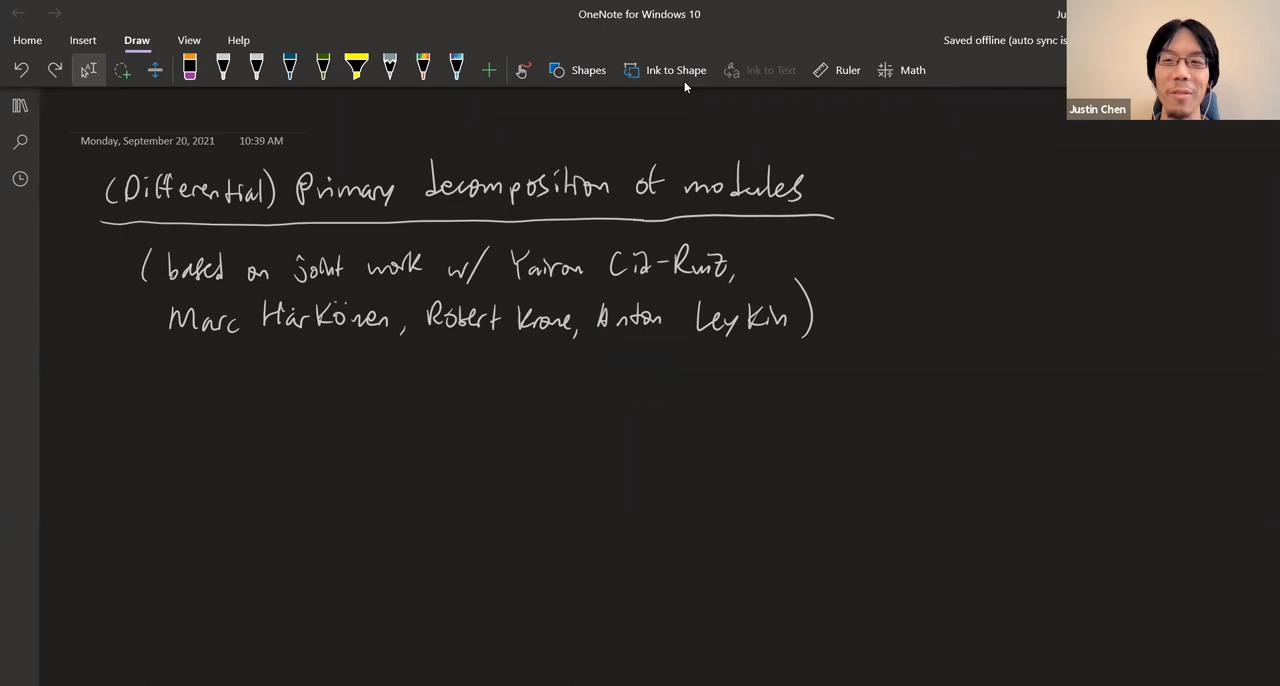 OneNote for Windows 10
Ju
Home Insert Draw View Help
Saved offline (auto sync is
Shapes Ink to Shape Ink to Text Ruler Math
Justin Chen
Monday, September 20, 2021 10:39 AM
(Differential) Primary decomposition of modules
(based on joint work w/ Yairon Cid-Ruiz,
Marc Härkönen, Robert Krone, Anton Leykin)